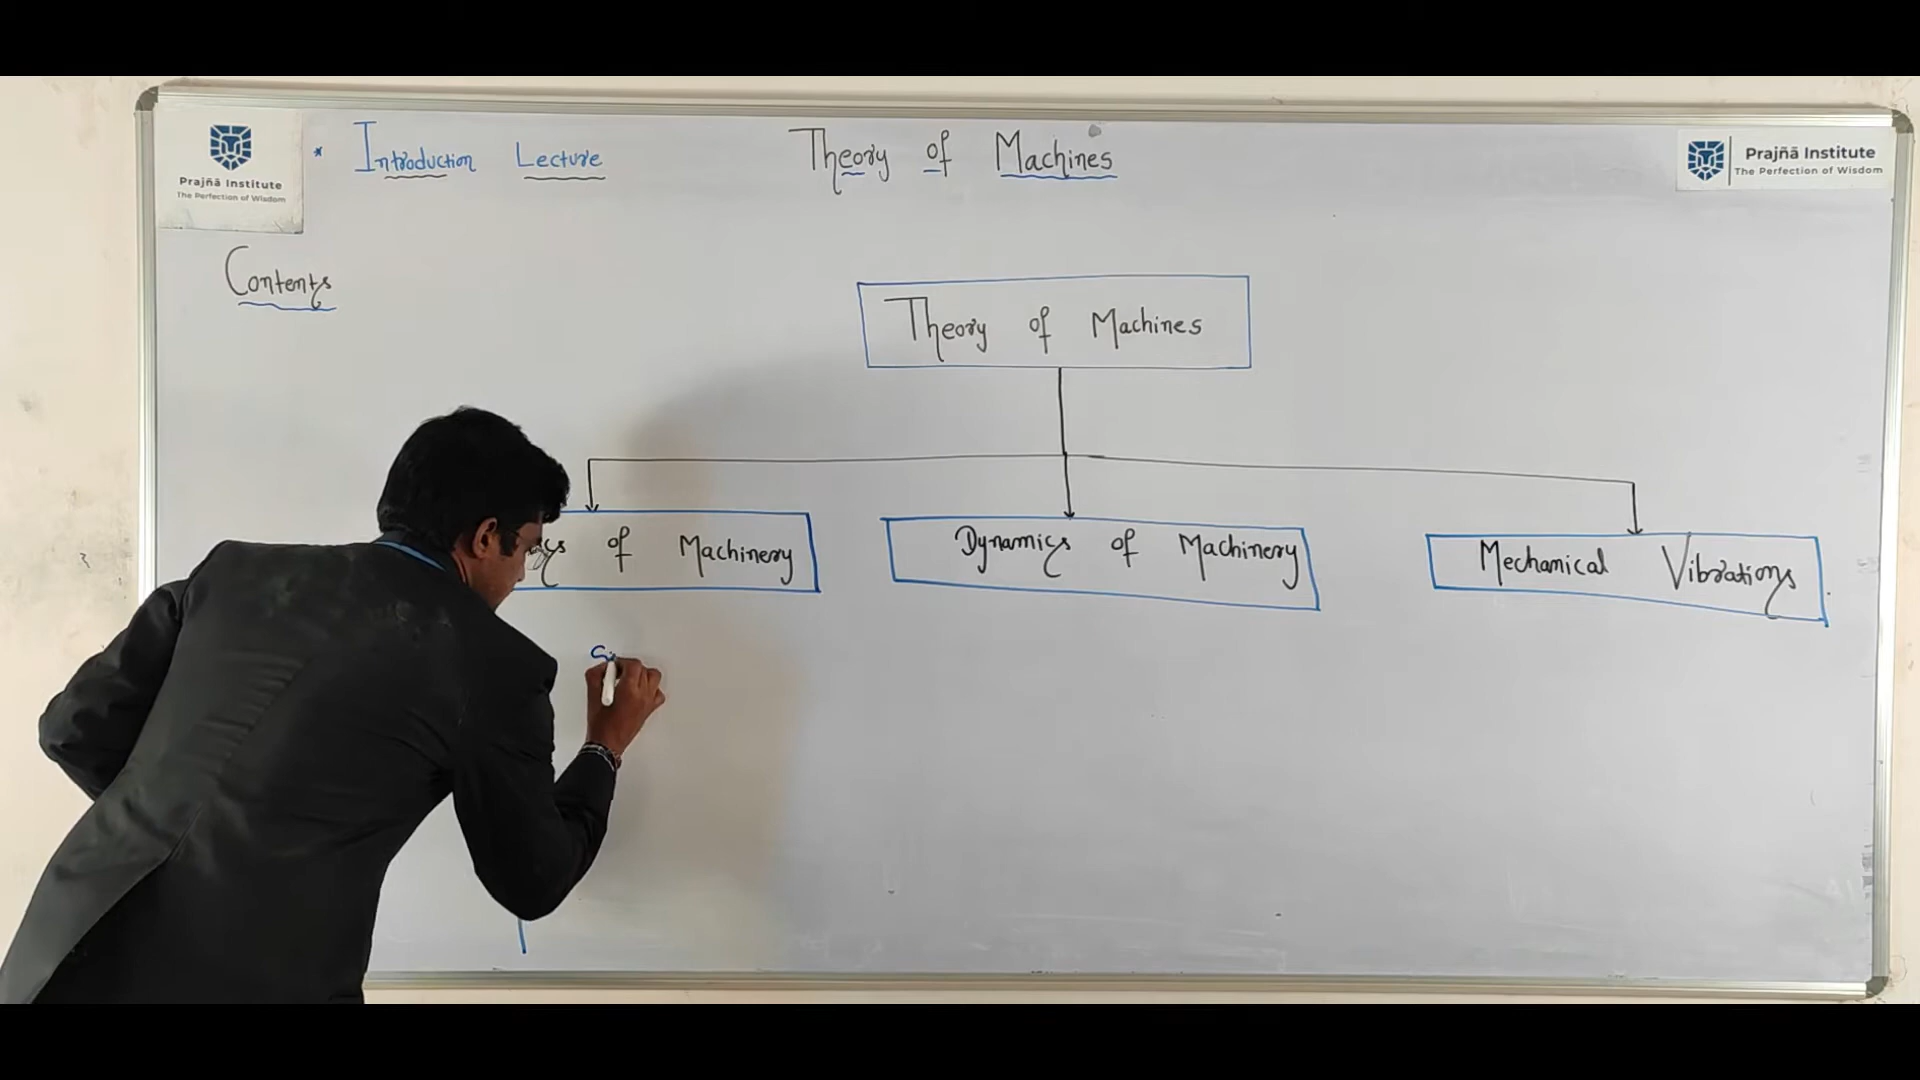 Prajñā Institute
The Perfection of Wisdom
* Introduction Lecture
Theory of Machines
Prajñā Institute
The Perfection of Wisdom
Contents
Theory of Machines
of Machinery
Dynamics of Machinery
Mechanical Vibrations